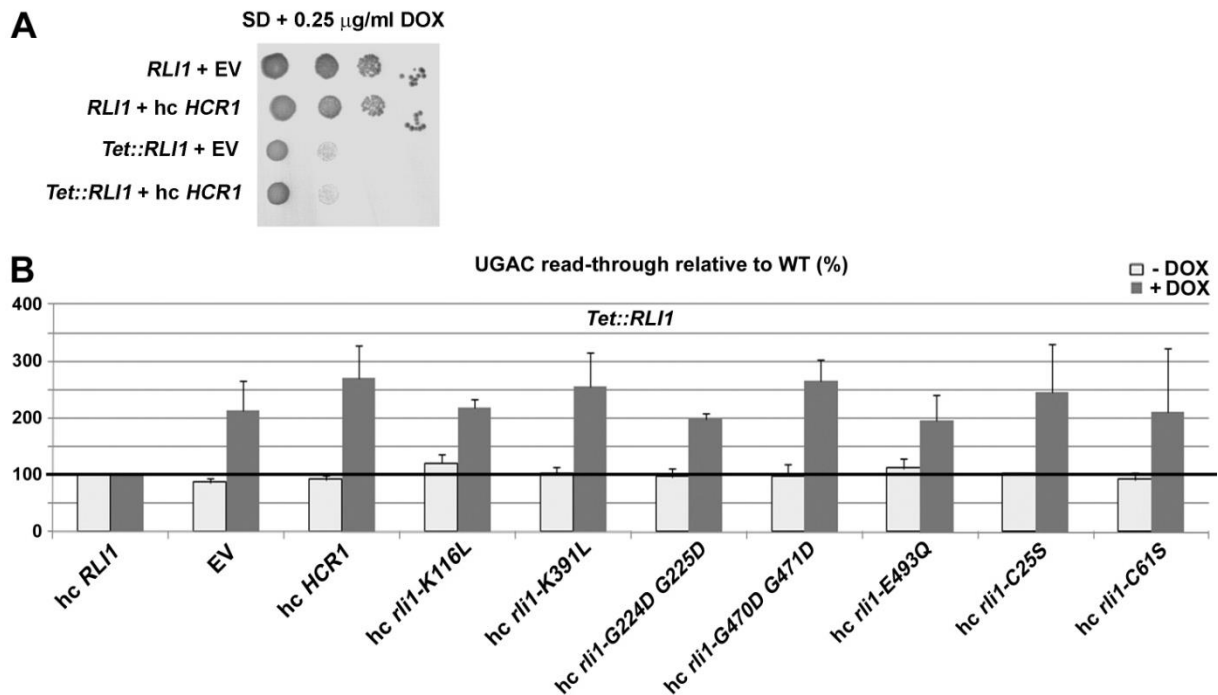 A
SD + 0.25 μg/ml DOX
RLI1 + EV
RLI1 + hc HCR1
Tet::RLI1 + EV
Tet::RLI1 + hc HCR1
B
UGAC read-through relative to WT (%)
- DOX
+ DOX
Tet::RLI1
400
300
200
100
0
hc RLI1
EV
hc HCR1
hc rli1-K116L
hc rli1-K391L
hc rli1-G224D G225D
hc rli1-G470D G471D
hc rli1-E493Q
hc rli1-C25S
hc rli1-C61S